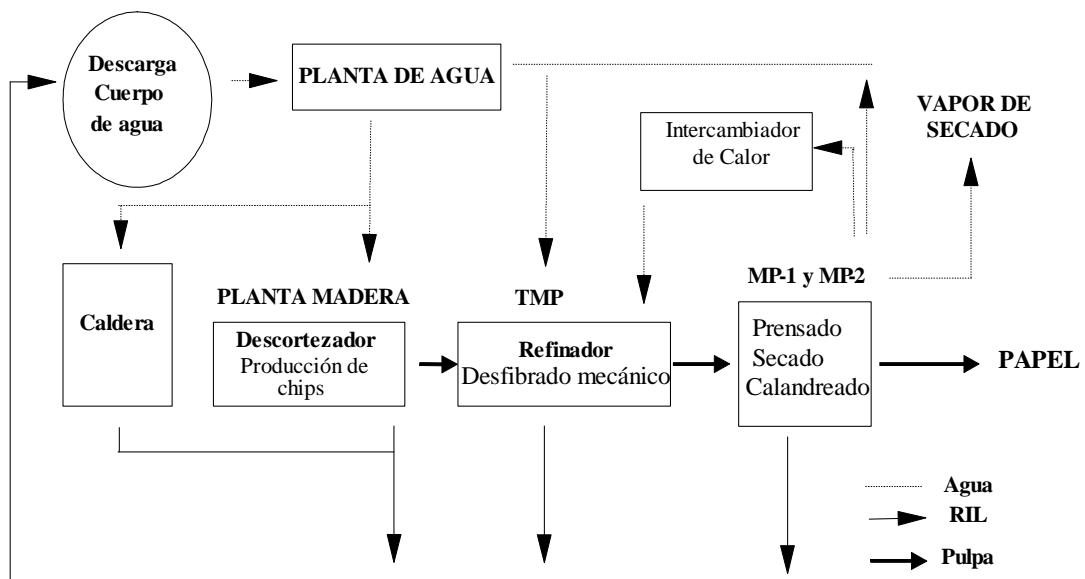 Descarga
Cuerpo
de agua
PLANTA DE AGUA
VAPOR DE
SECADO
Intercambiador
de Calor
Caldera
PLANTA MADERA
Descortezador
Producción de
chips
TMP
Refinador
Desfibrado mecánico
MP-1 y MP-2
Prensado
Secado
Calandreado
PAPEL
Agua
RIL
Pulpa